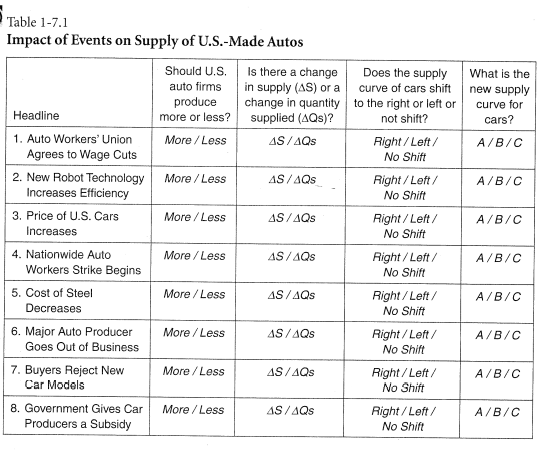 Table 1-7.1
Impact of Events on Supply of U.S.-Made Autos
Headline
Should U.S.
auto firms
produce
more or less?
Is there a change
in supply (ΔS) or a
change in quantity
supplied (ΔQs)?
Does the supply
curve of cars shift
to the right or left or
not shift?
What is the
new supply
curve for
cars?
1. Auto Workers' Union
Agrees to Wage Cuts
More / Less
ΔS / ΔQs
Right / Left /
No Shift
A / B / C
2. New Robot Technology
Increases Efficiency
More / Less
ΔS / ΔQs
Right / Left /
No Shift
A / B / C
3. Price of U.S. Cars
Increases
More / Less
ΔS / ΔQs
Right / Left /
No Shift
A / B / C
4. Nationwide Auto
Workers Strike Begins
More / Less
ΔS / ΔQs
Right / Left /
No Shift
A / B / C
5. Cost of Steel
Decreases
More / Less
ΔS / ΔQs
Right / Left /
No Shift
A / B / C
6. Major Auto Producer
Goes Out of Business
More / Less
ΔS / ΔQs
Right / Left /
No Shift
A / B / C
7. Buyers Reject New
Car Models
More / Less
ΔS / ΔQs
Right / Left /
No Shift
A / B / C
8. Government Gives Car
Producers a Subsidy
More / Less
ΔS / ΔQs
Right / Left /
No Shift
A / B / C